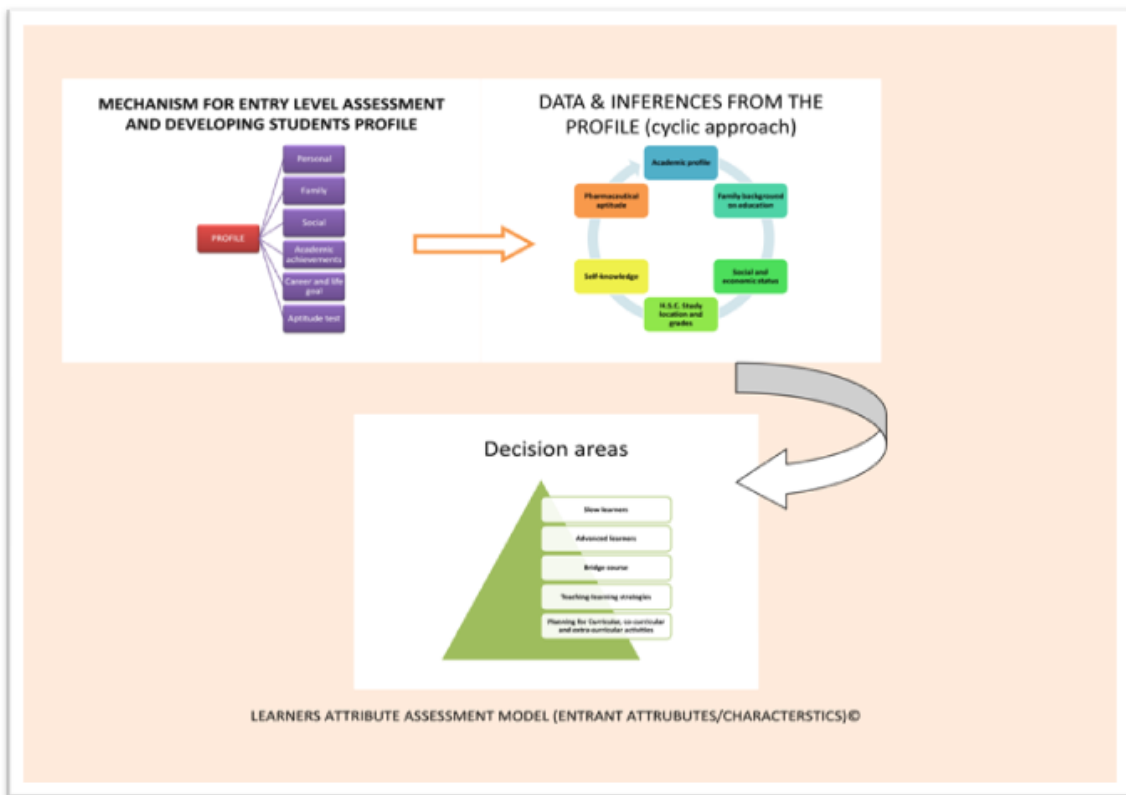 MECHANISM FOR ENTRY LEVEL ASSESSMENT
AND DEVELOPING STUDENTS PROFILE
PROFILE
Personal
Family
Social
Academic
achievements
Career and life
goal
Aptitude test
DATA & INFERENCES FROM THE
PROFILE (cyclic approach)
Academic profile
Family background
on education
Social and
economic status
H.S.C. Study
location and
grades
Self-knowledge
Pharmaceutical
aptitude
Decision areas
Slow learners
Advanced learners
Bridge course
Teaching learning strategies
Planning for Curricular, co-curricular
and extra-curricular activities
LEARNERS ATTRIBUTE ASSESSMENT MODEL (ENTRANT ATTRUBUTES/CHARACTERSTICS)©